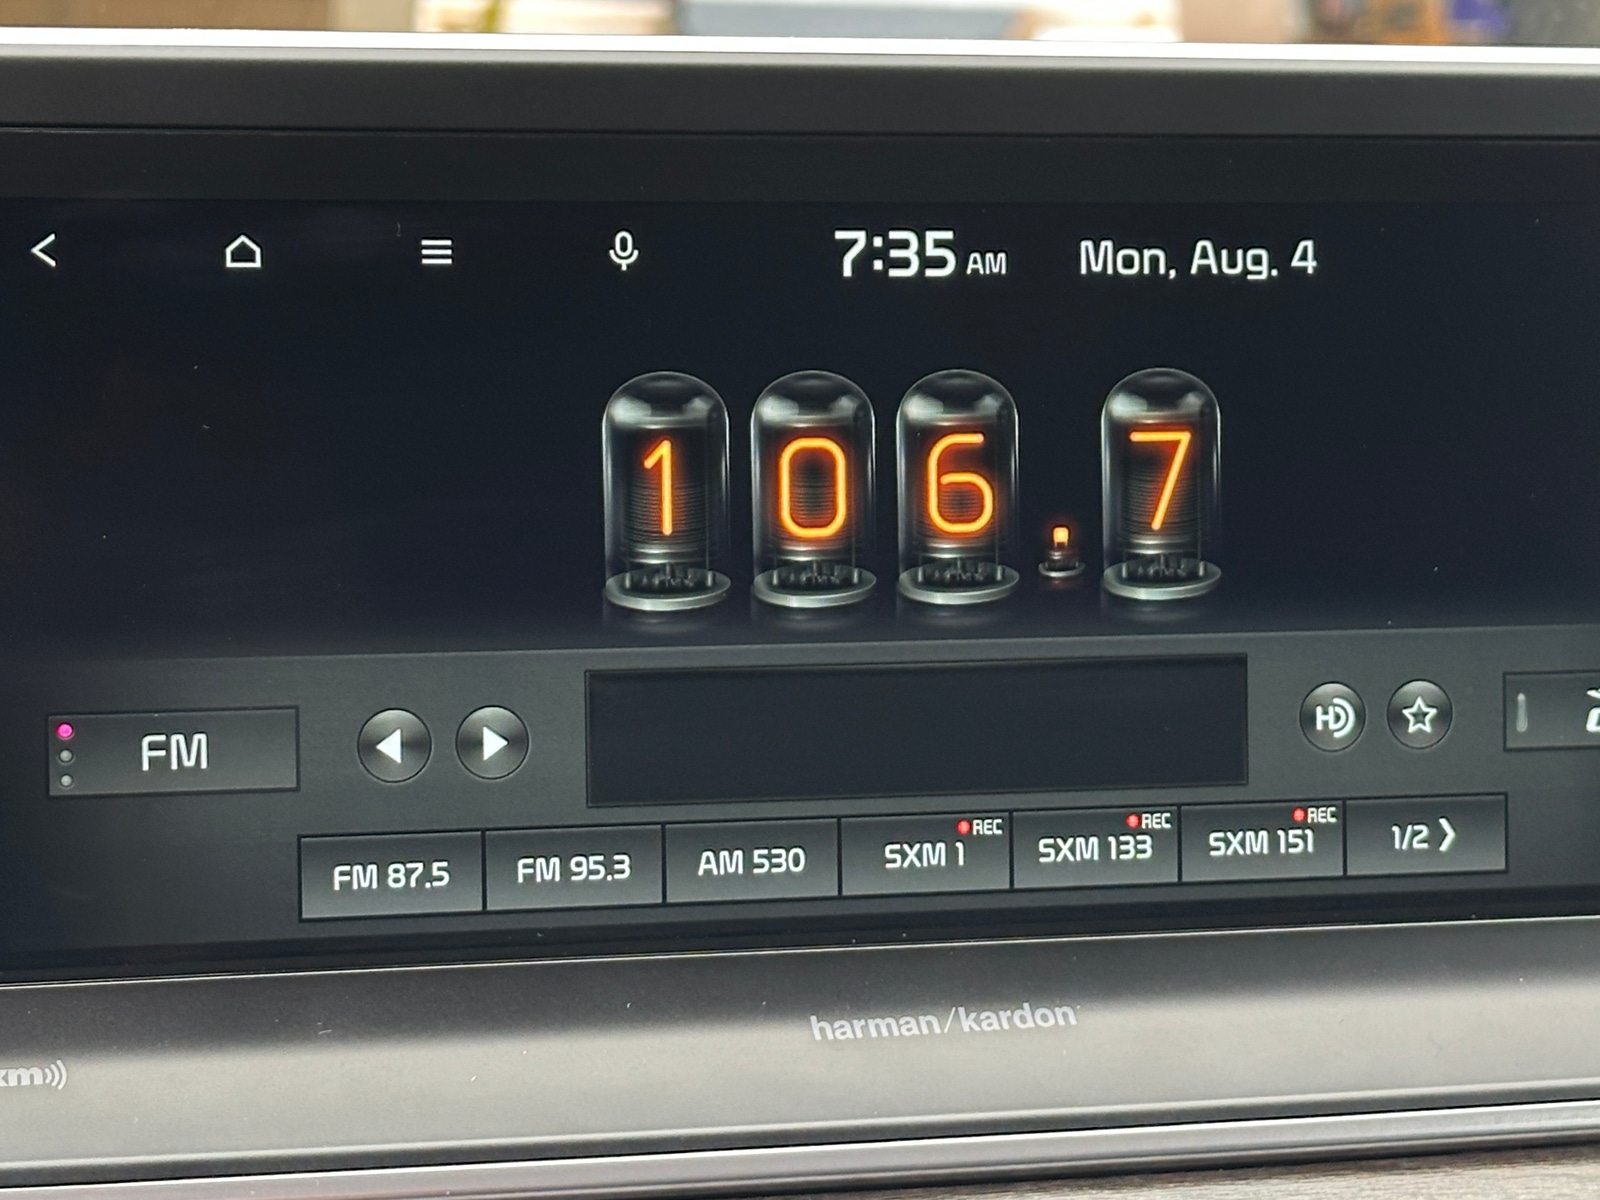 7:35 AM Mon, Aug. 4
106.7
FM
HD
FM 87.5
FM 95.3
AM 530
REC
SXM 1
REC
SXM 133
REC
SXM 151
1/2
harman/kardon